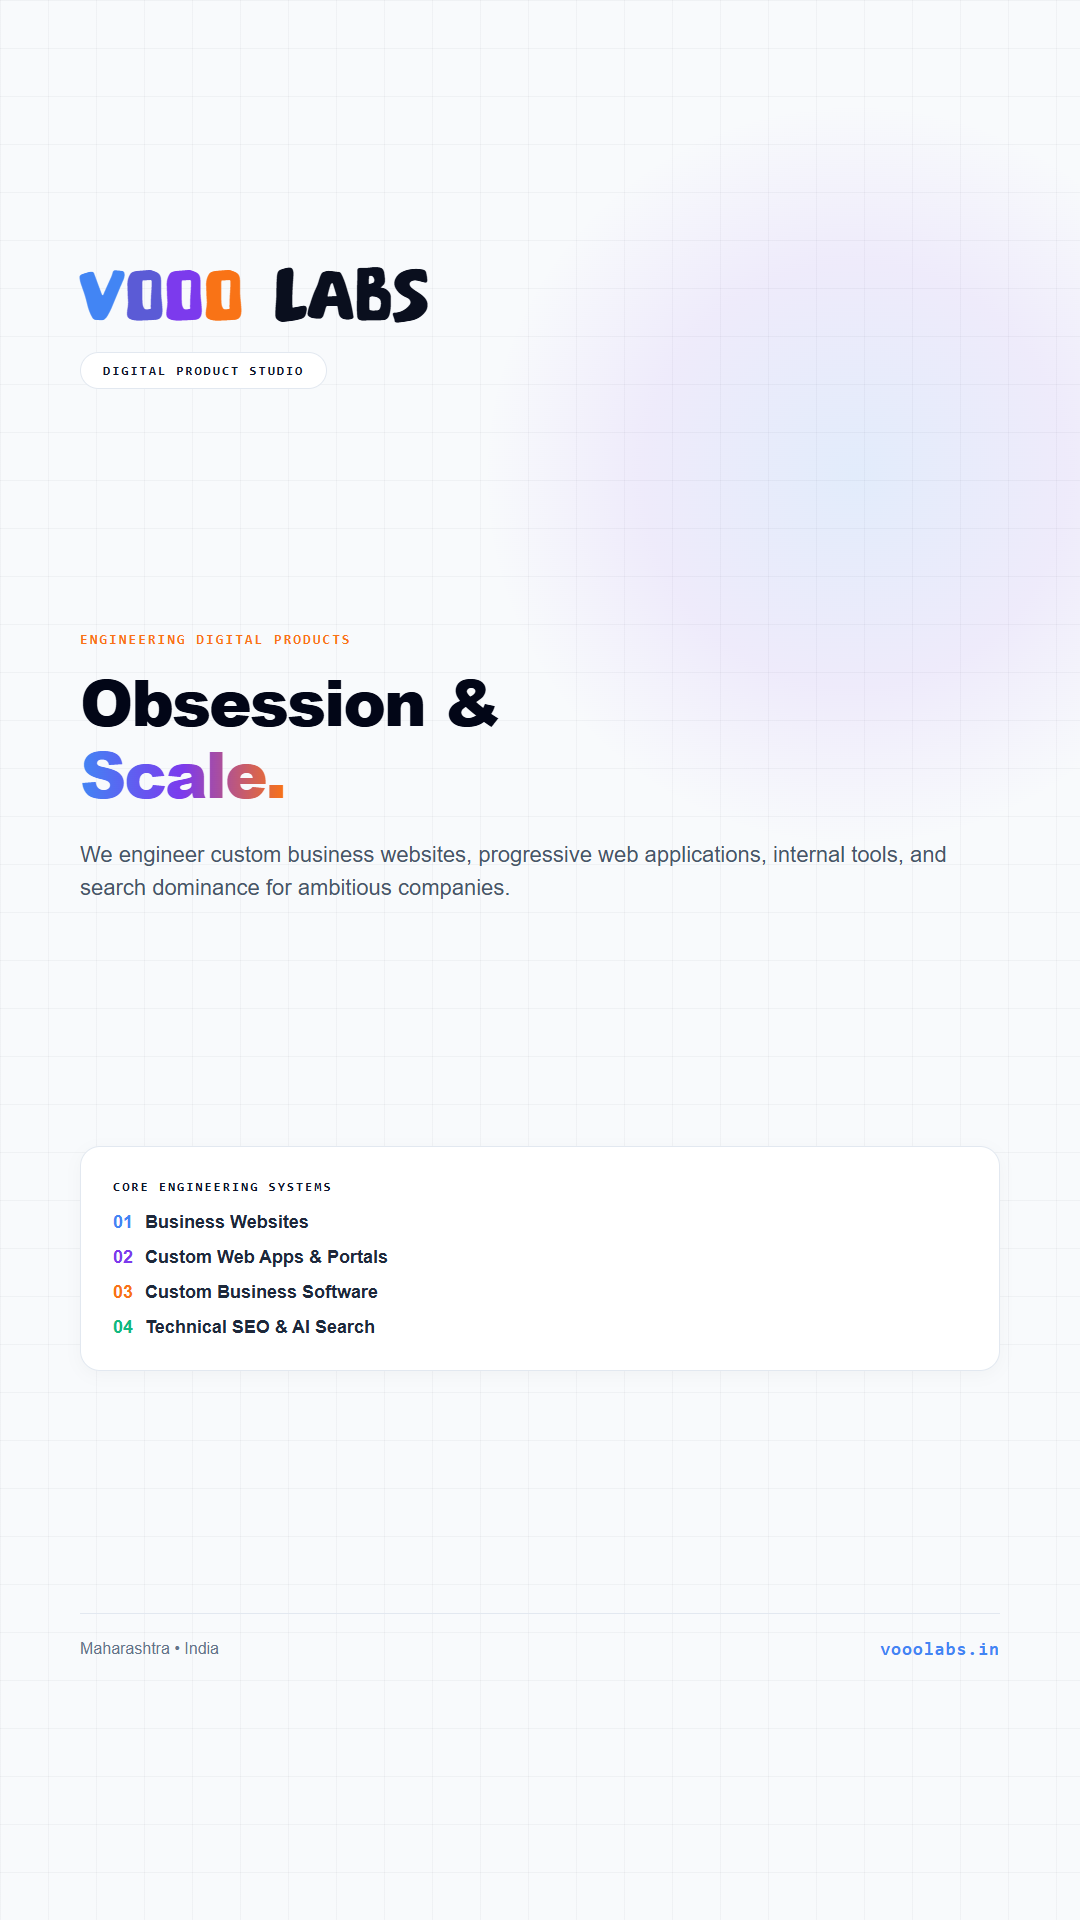 VOOO LABS
DIGITAL PRODUCT STUDIO
ENGINEERING DIGITAL PRODUCTS
Obsession &
Scale.
We engineer custom business websites, progressive web applications, internal tools, and
search dominance for ambitious companies.
CORE ENGINEERING SYSTEMS
01 Business Websites
02 Custom Web Apps & Portals
03 Custom Business Software
04 Technical SEO & AI Search
Maharashtra • India
vooolabs.in